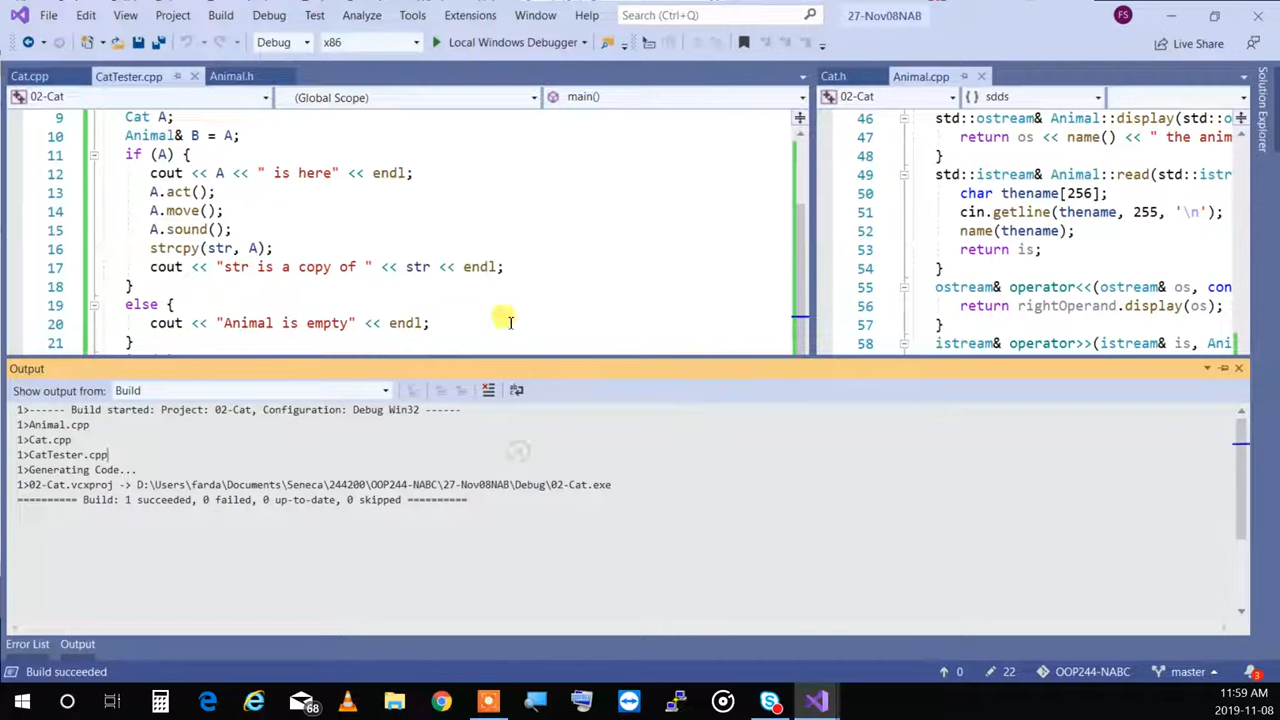 File Edit View Project Build Debug Test Analyze Tools Extensions Window Help Search (Ctrl+Q) 27-Nov08NAB FS
Debug x86 Local Windows Debugger Live Share
Cat.cpp CatTester.cpp Animal.h
02-Cat (Global Scope) main()
9 Cat A;
10 Animal& B = A;
11 if (A) {
12 cout << A << " is here" << endl;
13 A.act();
14 A.move();
15 A.sound();
16 strcpy(str, A);
17 cout << "str is a copy of " << str << endl;
18 }
19 else {
20 cout << "Animal is empty" << endl;
21 }
Cat.h Animal.cpp
02-Cat sdds
46 std::ostream& Animal::display(std::o
47 return os << name() << " the anim
48 }
49 std::istream& Animal::read(std::istr
50 char thename[256];
51 cin.getline(thename, 255, '\n');
52 name(thename);
53 return is;
54 }
55 ostream& operator<<(ostream& os, con
56 return rightOperand.display(os);
57 }
58 istream& operator>>(istream& is, Ani
Solution Explorer
Output
Show output from: Build
1>------ Build started: Project: 02-Cat, Configuration: Debug Win32 ------
1>Animal.cpp
1>Cat.cpp
1>CatTester.cpp
1>Generating Code...
1>02-Cat.vcxproj -> D:\Users\farda\Documents\Seneca\244200\OOP244-NABC\27-Nov08NAB\Debug\02-Cat.exe
========== Build: 1 succeeded, 0 failed, 0 up-to-date, 0 skipped ==========
Error List Output
Build succeeded 0 22 OOP244-NABC master 3
68
11:59 AM
2019-11-08